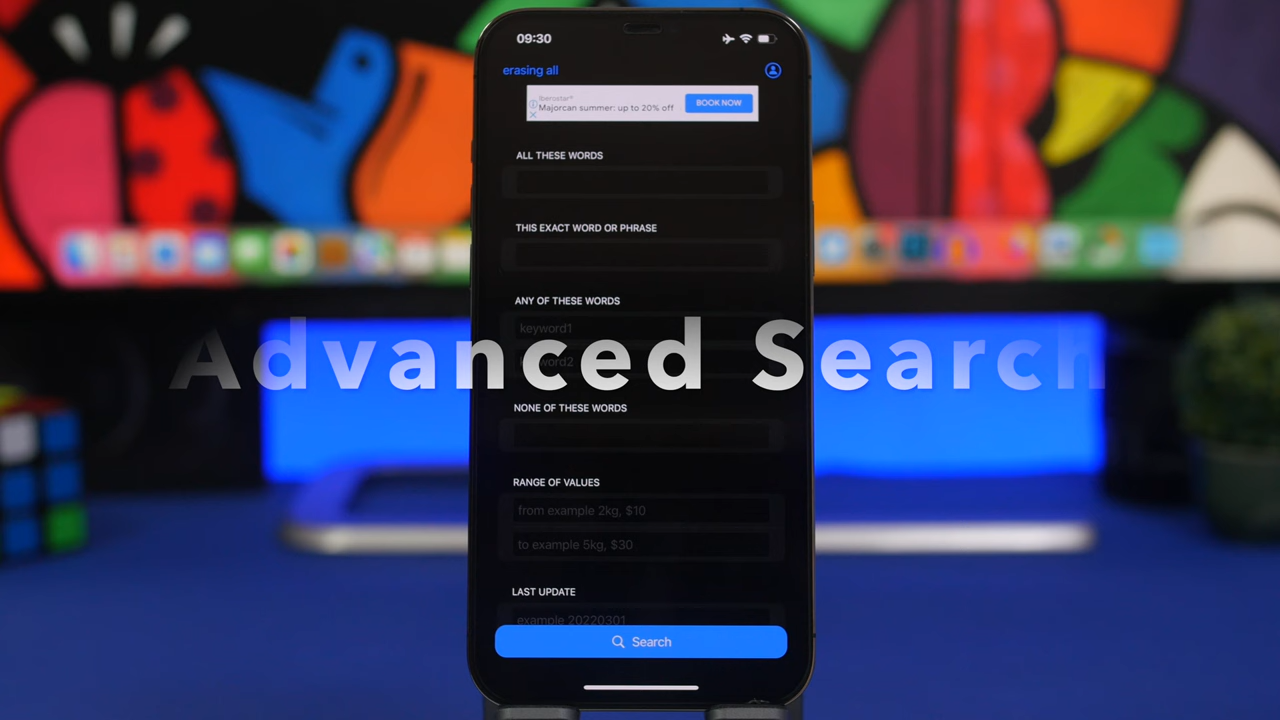 09:30
erasing all
Iberostar®
Majorcan summer: up to 20% off
BOOK NOW
ALL THESE WORDS
THIS EXACT WORD OR PHRASE
ANY OF THESE WORDS
keyword1
Advanced Search
keyword2
NONE OF THESE WORDS
RANGE OF VALUES
from example 2kg, $10
to example 5kg, $30
LAST UPDATE
example 20220301
Search